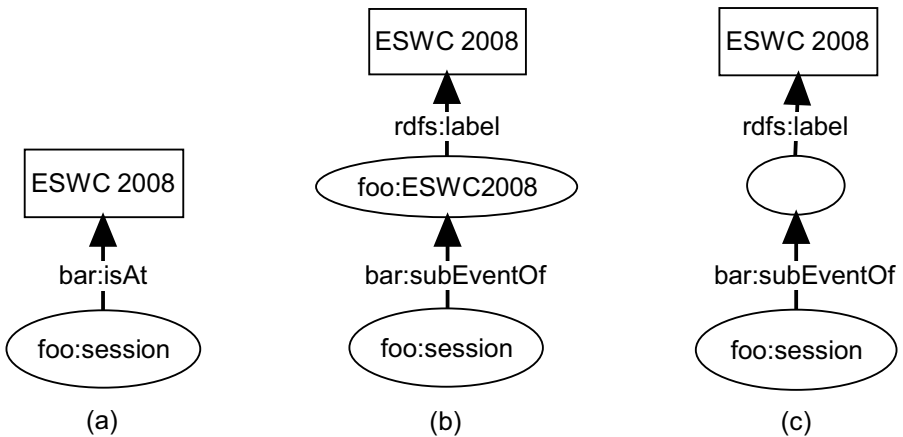 ESWC 2008
bar:isAt
foo:session
(a)
ESWC 2008
rdfs:label
foo:ESWC2008
bar:subEventOf
foo:session
(b)
ESWC 2008
rdfs:label
bar:subEventOf
foo:session
(c)